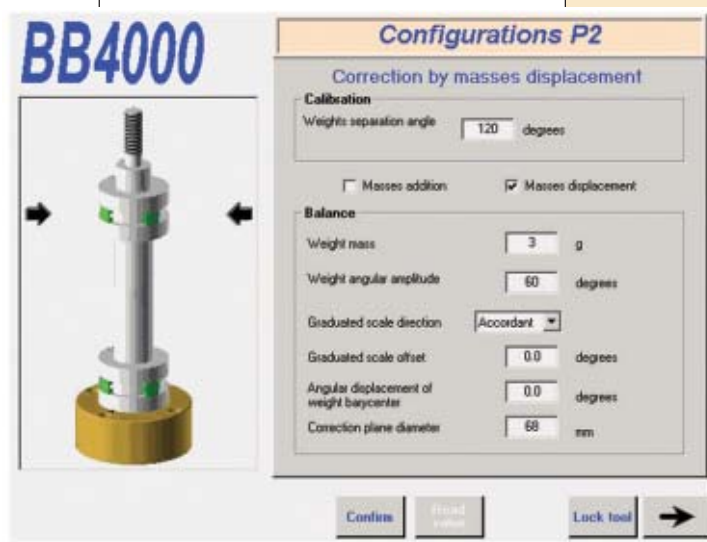 BB4000
Configurations P2
Correction by masses displacement
Calibration
Weights separation angle 120 degrees
Masses addition Masses displacement
Balance
Weight mass 3 g
Weight angular amplitude 60 degrees
Graduated scale direction Accordant
Graduated scale offset 0.0 degrees
Angular displacement of
weight barycenter 0.0 degrees
Correction plane diameter 68 mm
Confirm Lock tool